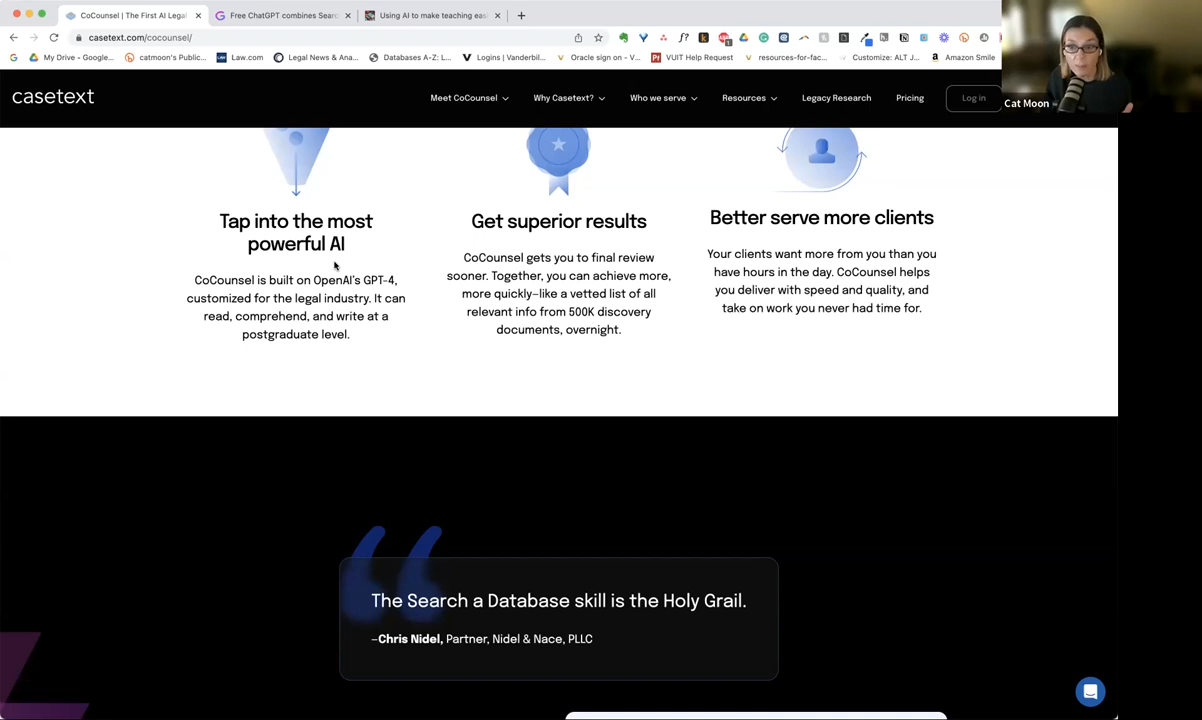 CoCounsel | The First AI Legal
Free ChatGPT combines Searc
Using AI to make teaching easi
casetext.com/cocounsel/
My Drive – Google...
catmoon's Public...
Law.com
Legal News & Ana...
Databases A-Z: L...
Logins | Vanderbil...
Oracle sign on – V...
VUIT Help Request
resources-for-fac...
Customize: ALT J...
Amazon Smile
Cat Moon
casetext
Meet CoCounsel
Why Casetext?
Who we serve
Resources
Legacy Research
Pricing
Log in
Tap into the most
powerful AI
CoCounsel is built on OpenAI's GPT-4,
customized for the legal industry. It can
read, comprehend, and write at a
postgraduate level.
Get superior results
CoCounsel gets you to final review
sooner. Together, you can achieve more,
more quickly—like a vetted list of all
relevant info from 500K discovery
documents, overnight.
Better serve more clients
Your clients want more from you than you
have hours in the day. CoCounsel helps
you deliver with speed and quality, and
take on work you never had time for.
The Search a Database skill is the Holy Grail.
—Chris Nidel, Partner, Nidel & Nace, PLLC